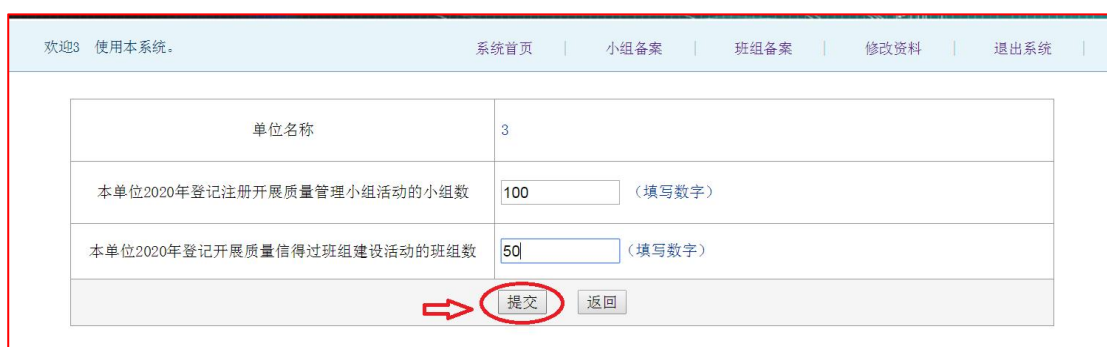 欢迎3 使用本系统。 系统首页 | 小组备案 | 班组备案 | 修改资料 | 退出系统 |
单位名称 3
本单位2020年登记注册开展质量管理小组活动的小组数 100 （填写数字）
本单位2020年登记开展质量信得过班组建设活动的班组数 50 （填写数字）
提交 返回